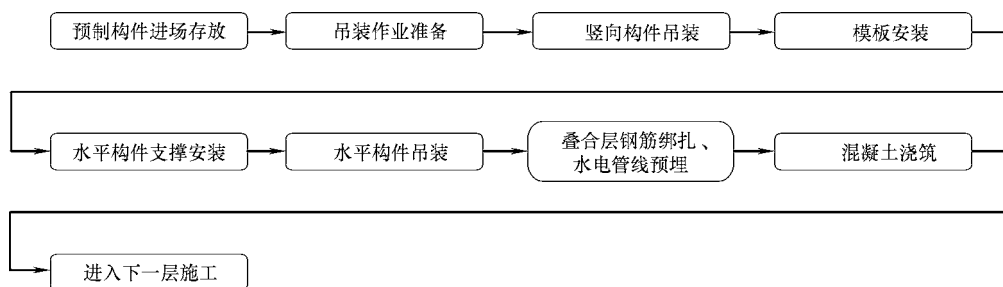 预制构件进场存放
吊装作业准备
竖向构件吊装
模板安装
水平构件支撑安装
水平构件吊装
叠合层钢筋绑扎、
水电管线预埋
混凝土浇筑
进入下一层施工